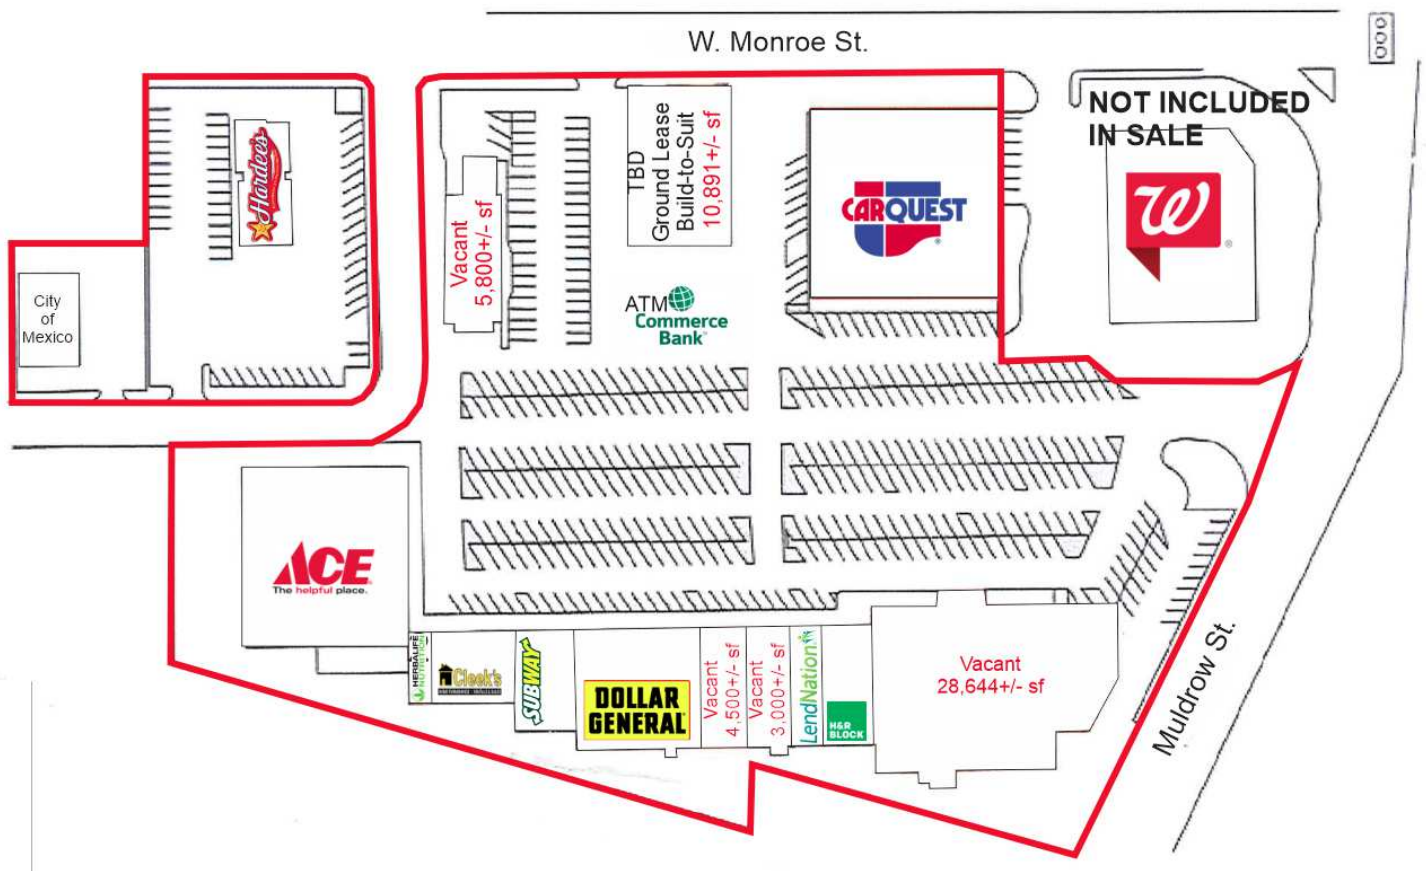 W. Monroe St.
NOT INCLUDED
IN SALE
Hardee's
TBD
Ground Lease
Build-to-Suit
10,891+/- sf
CARQUEST
W
Vacant
5,800+/- sf
City
of
Mexico
ATM
Commerce
Bank
ACE
The helpful place.
HERBALIFE
NUTRITION
Cleek's
SUBWAY
DOLLAR
GENERAL
Vacant
4,500+/- sf
Vacant
3,000+/- sf
LendNation
H&R
BLOCK
Vacant
28,644+/- sf
Muldrow St.